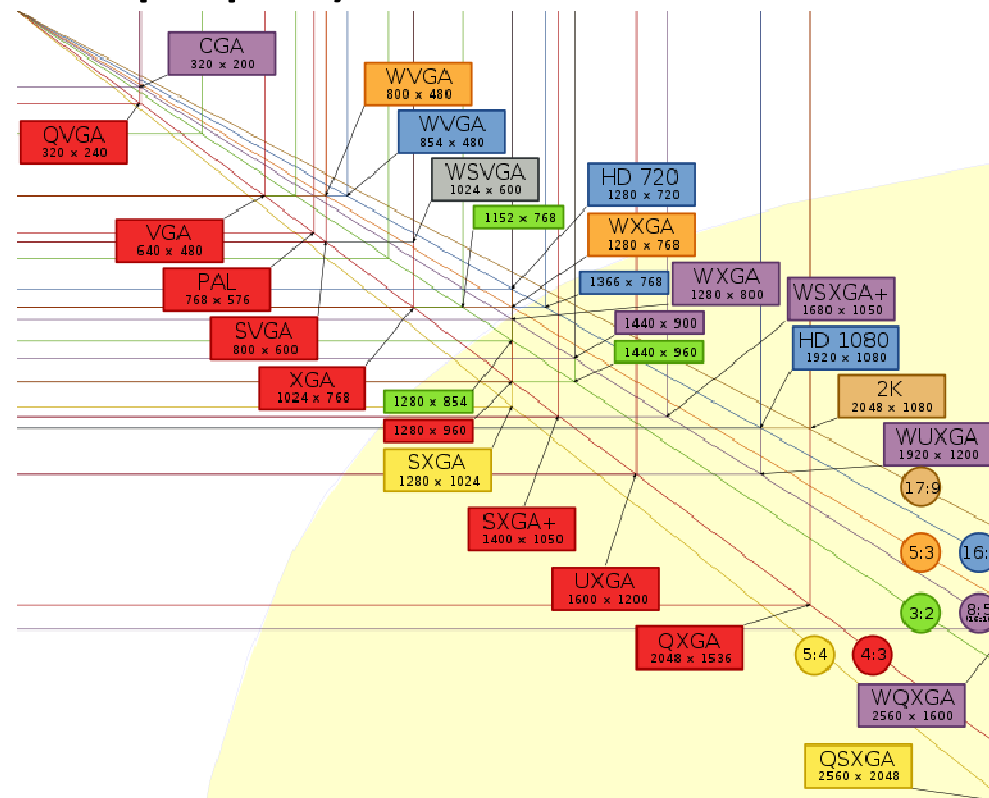 CGA
320 x 200
WVGA
800 x 480
WVGA
854 x 480
QVGA
320 x 240
WSVGA
1024 x 600
HD 720
1280 x 720
1152 x 768
WXGA
1280 x 768
VGA
640 x 480
PAL
768 x 576
1366 x 768
WXGA
1280 x 800
WSXGA+
1680 x 1050
SVGA
800 x 600
1440 x 900
HD 1080
1920 x 1080
1440 x 960
XGA
1024 x 768
1280 x 854
2K
2048 x 1080
1280 x 960
WUXGA
1920 x 1200
SXGA
1280 x 1024
17:9
SXGA+
1400 x 1050
5:3
16:
UXGA
1600 x 1200
3:2
8:5
QXGA
2048 x 1536
5:4
4:3
WQXGA
2560 x 1600
QSXGA
2560 x 2048